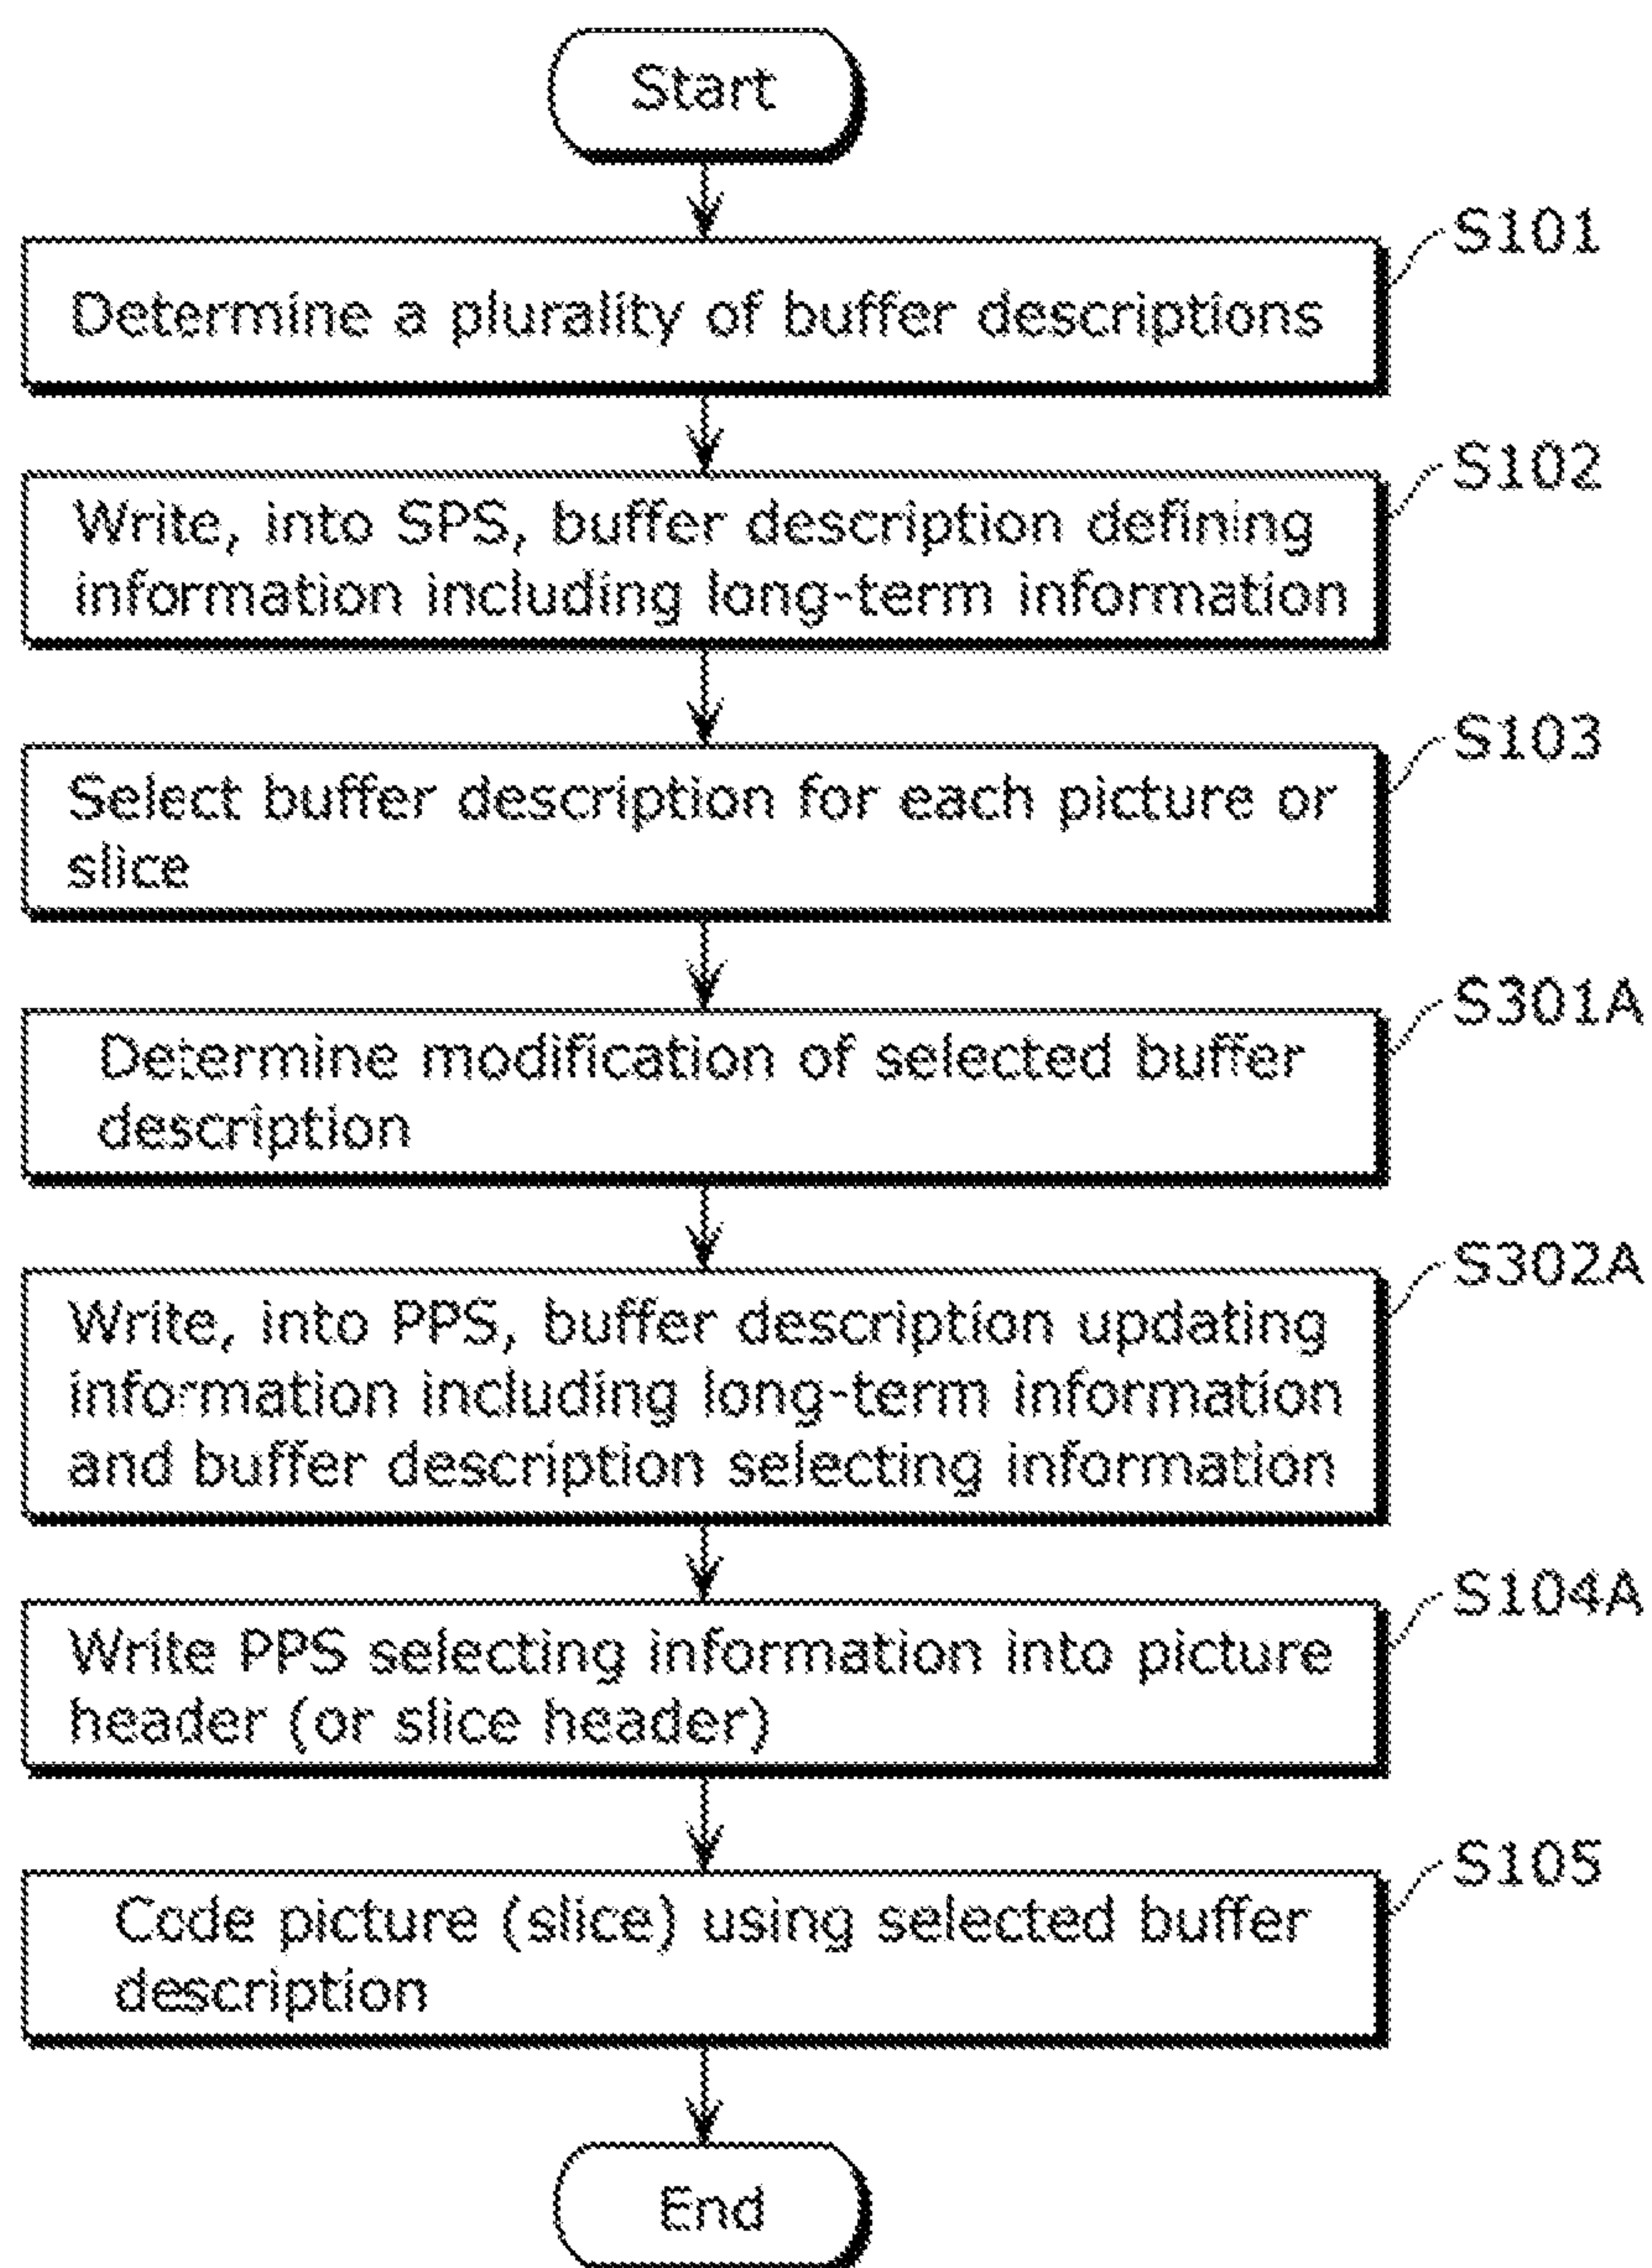 Start
S101
Determine a plurality of buffer descriptions
S102
Write, into SPS, buffer description defining
information including long-term information
S103
Select buffer description for each picture or
slice
S301A
Determine modification of selected buffer
description
S302A
Write, into PPS, buffer description updating
information including long-term information
and buffer description selecting information
S104A
Write PPS selecting information into picture
header (or slice header)
S105
Code picture (slice) using selected buffer
description
End